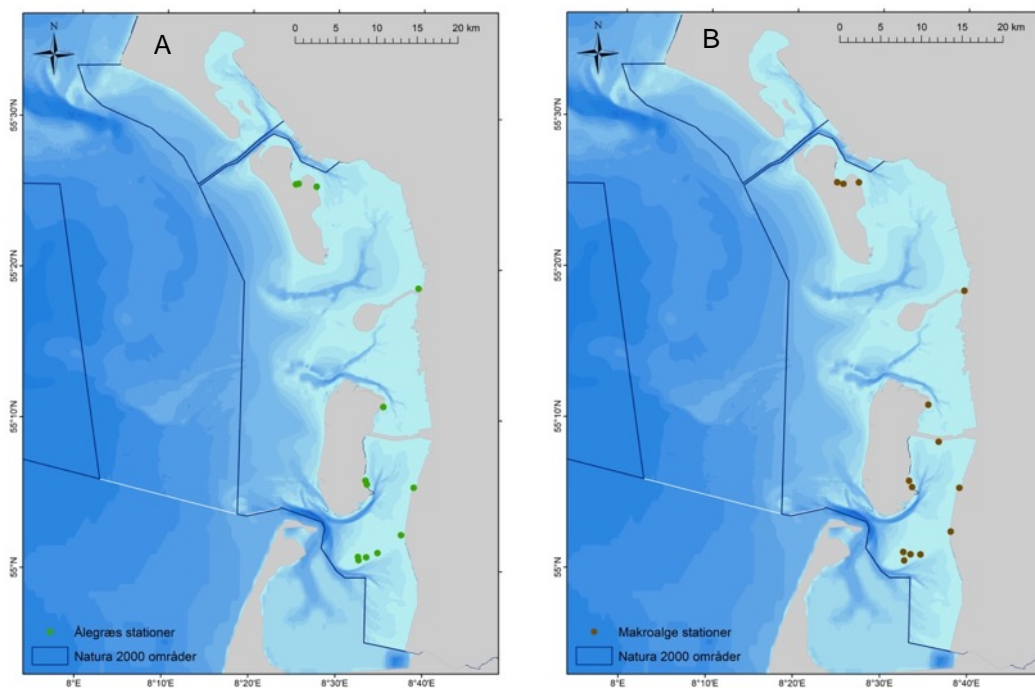 A
N
0 5 10 15 20 km
55°30'N
55°20'N
55°10'N
55°N
Ålegræs stationer
Natura 2000 områder
8°E 8°10'E 8°20'E 8°30'E 8°40'E
B
N
0 5 10 15 20 km
55°30'N
55°20'N
55°10'N
55°N
Makroalge stationer
Natura 2000 områder
8°E 8°10'E 8°20'E 8°30'E 8°40'E